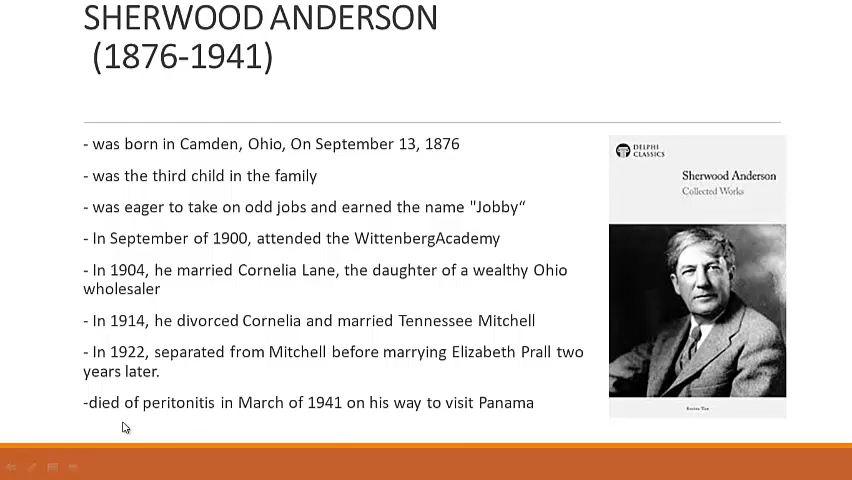 SHERWOOD ANDERSON
(1876-1941)
- was born in Camden, Ohio, On September 13, 1876
- was the third child in the family
- was eager to take on odd jobs and earned the name "Jobby“
- In September of 1900, attended the WittenbergAcademy
- In 1904, he married Cornelia Lane, the daughter of a wealthy Ohio
wholesaler
- In 1914, he divorced Cornelia and married Tennessee Mitchell
- In 1922, separated from Mitchell before marrying Elizabeth Prall two
years later.
-died of peritonitis in March of 1941 on his way to visit Panama
DELPHI
CLASSICS
Sherwood Anderson
Collected Works